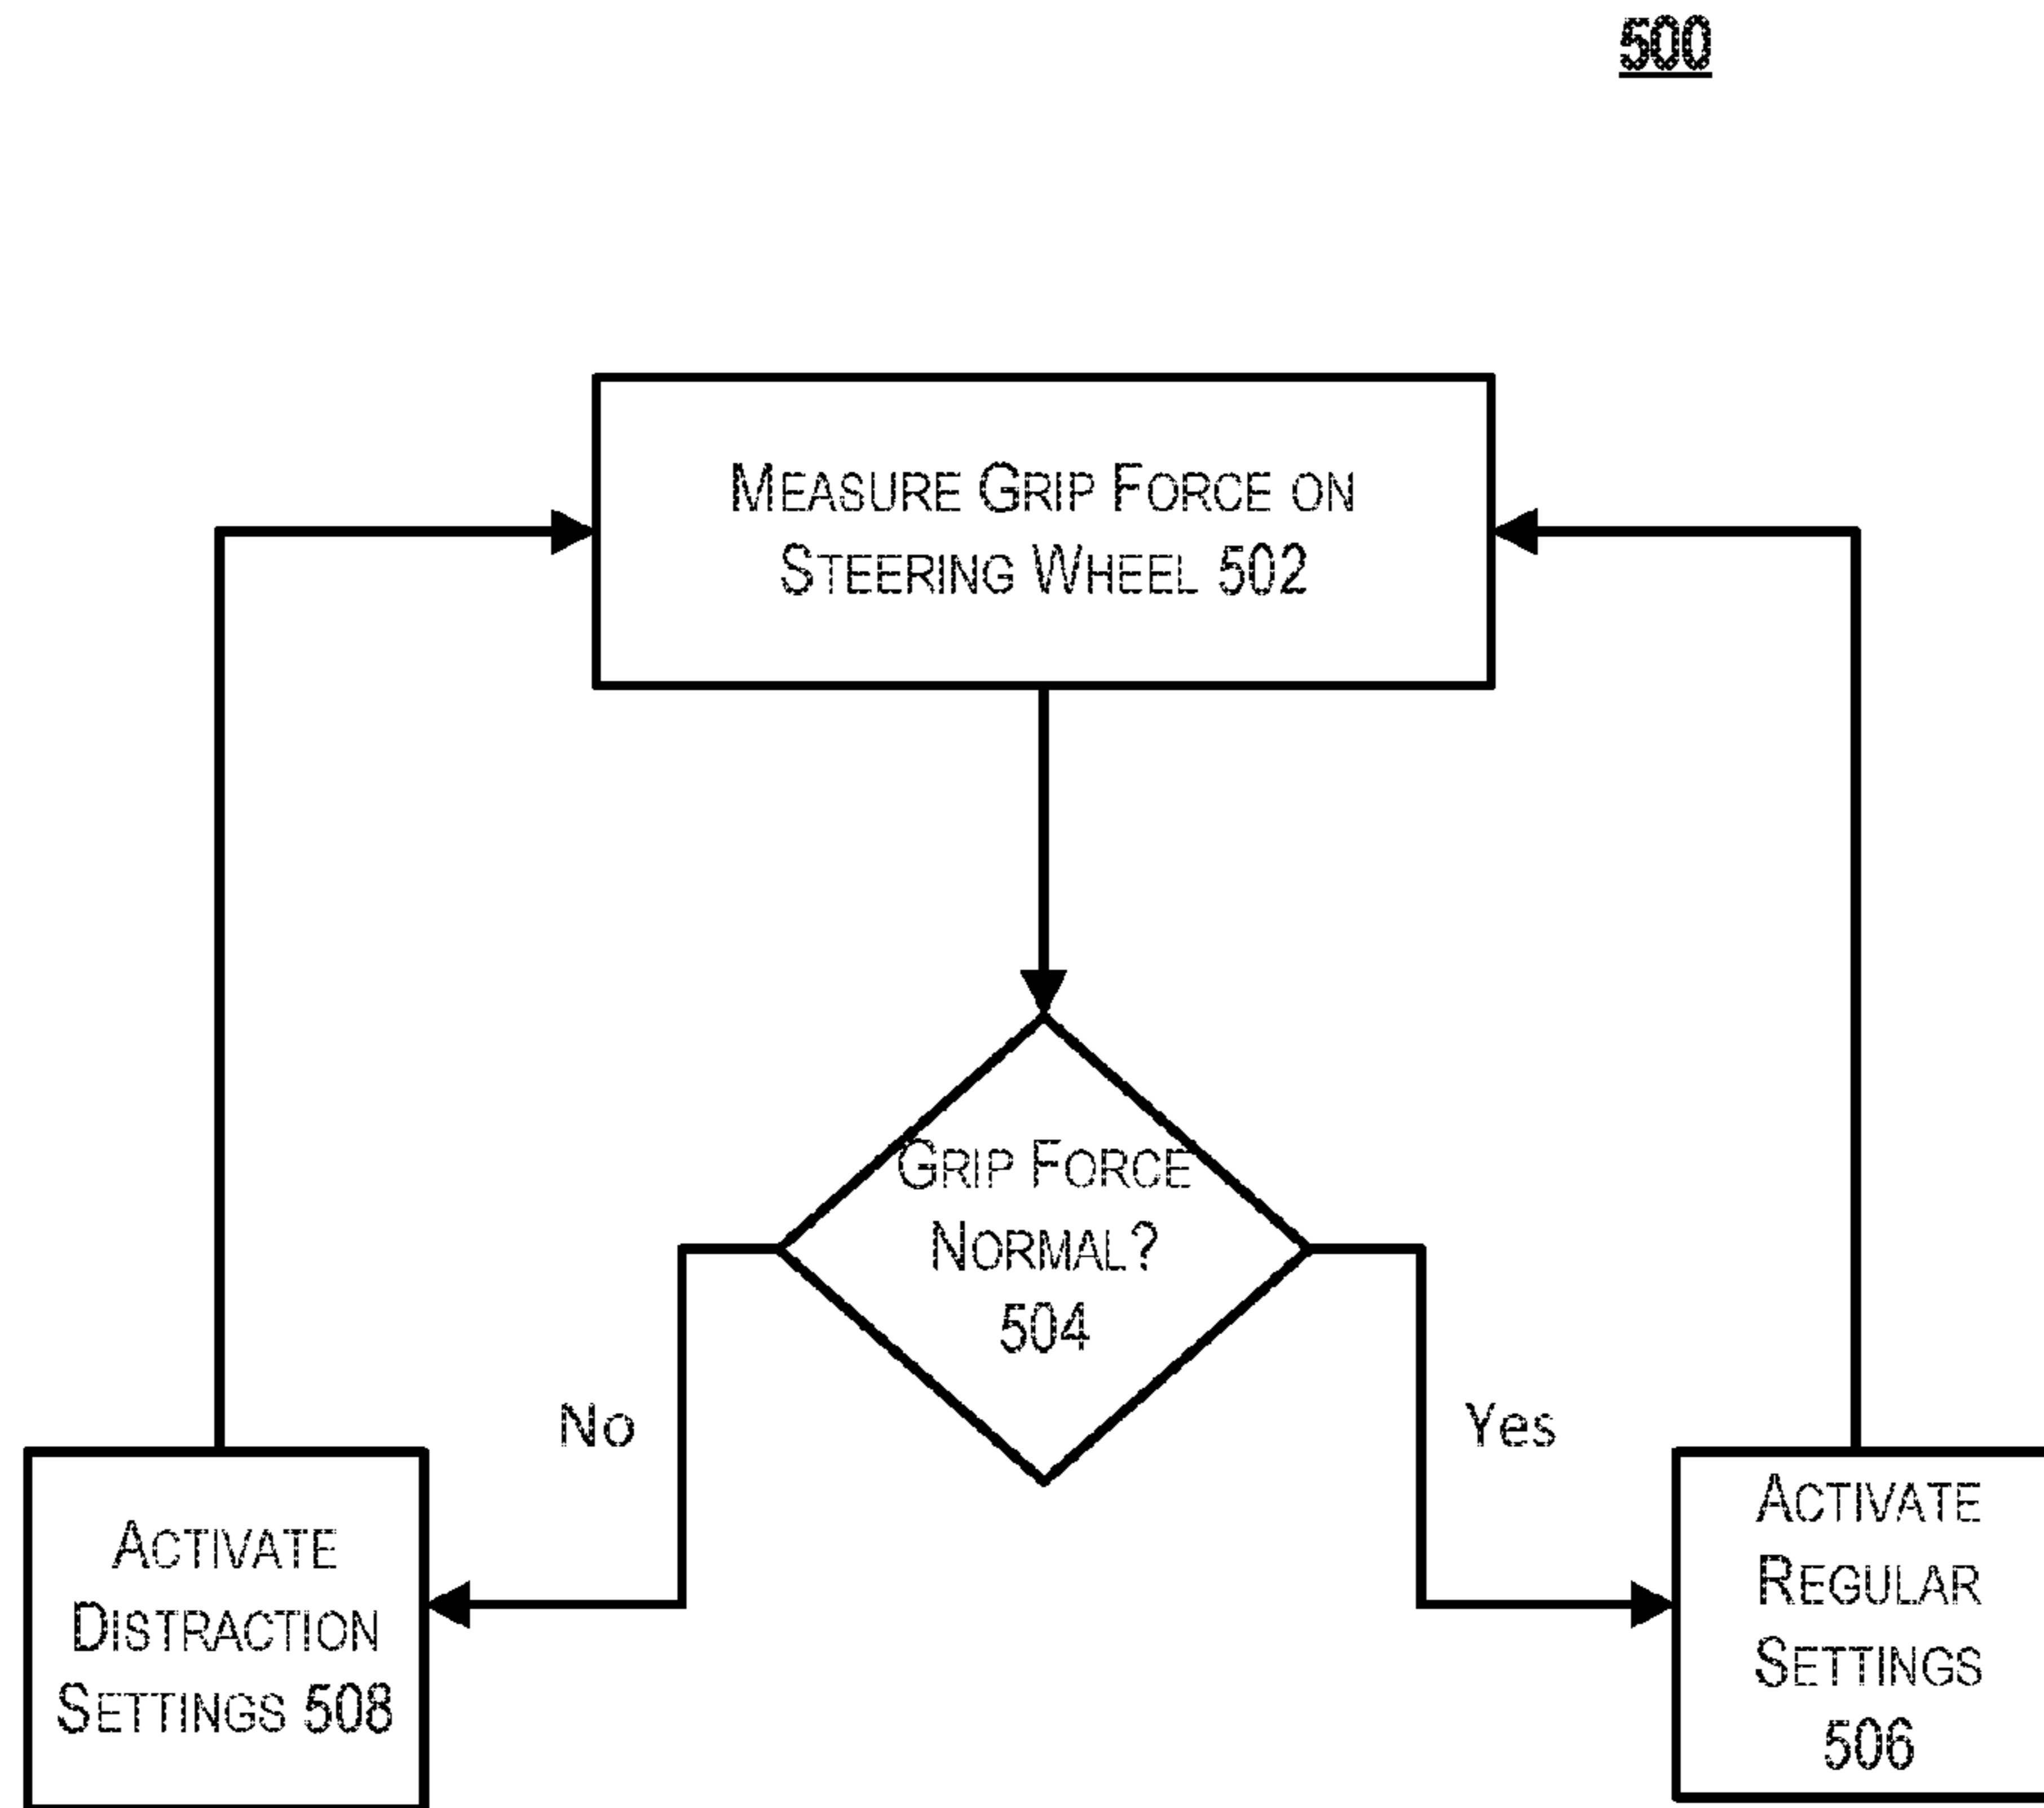 500
MEASURE GRIP FORCE ON
STEERING WHEEL 502
GRIP FORCE
NORMAL?
504
No
Yes
ACTIVATE
DISTRACTION
SETTINGS 508
ACTIVATE
REGULAR
SETTINGS
506